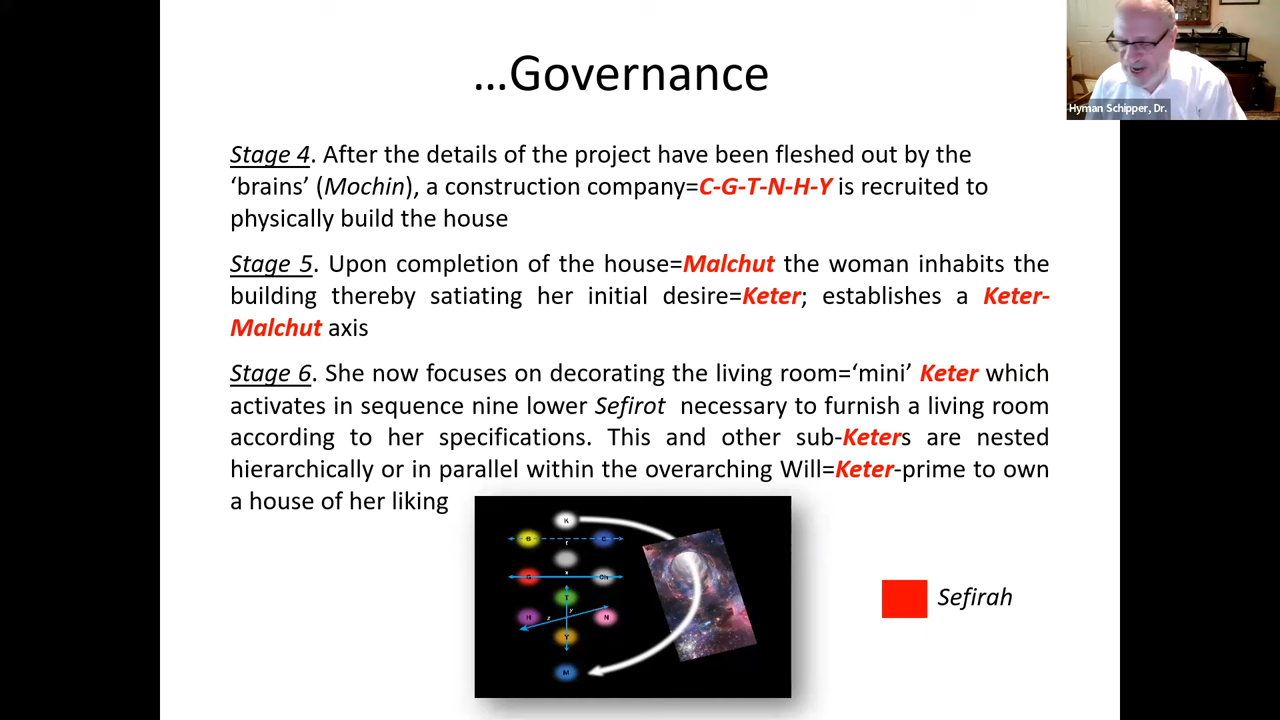 ...Governance
Hyman Schipper, Dr.
Stage 4. After the details of the project have been fleshed out by the
‘brains’ (Mochin), a construction company=C-G-T-N-H-Y is recruited to
physically build the house
Stage 5. Upon completion of the house=Malchut the woman inhabits the
building thereby satiating her initial desire=Keter; establishes a Keter-
Malchut axis
Stage 6. She now focuses on decorating the living room=‘mini’ Keter which
activates in sequence nine lower Sefirot necessary to furnish a living room
according to her specifications. This and other sub-Keters are nested
hierarchically or in parallel within the overarching Will=Keter-prime to own
a house of her liking
K
B
t
x
G
Ch
T
y
z
H
N
Y
M
Sefirah